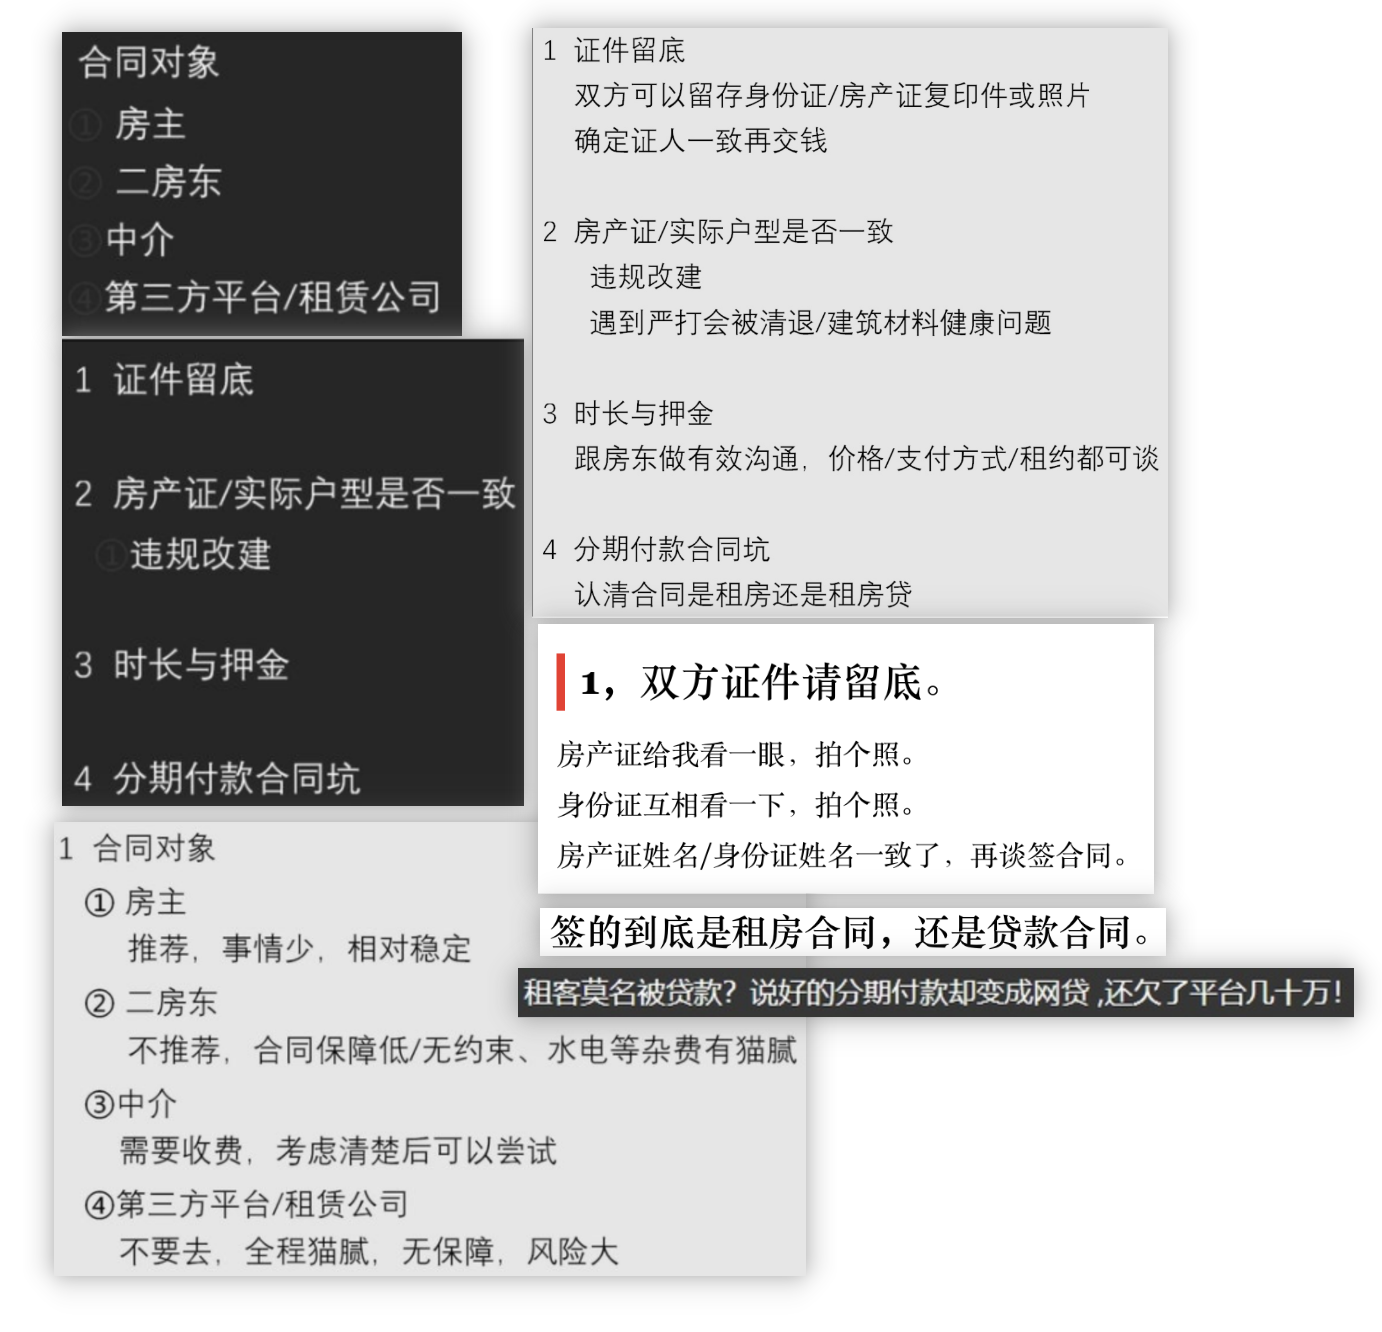 合同对象
① 房主
② 二房东
③中介
④第三方平台/租赁公司
1 证件留底
2 房产证/实际户型是否一致
①违规改建
3 时长与押金
4 分期付款合同坑
1 合同对象
① 房主
推荐，事情少，相对稳定
② 二房东
不推荐，合同保障低/无约束、水电等杂费有猫腻
③中介
需要收费，考虑清楚后可以尝试
④第三方平台/租赁公司
不要去，全程猫腻，无保障，风险大
1 证件留底
双方可以留存身份证/房产证复印件或照片
确定证人一致再交钱
2 房产证/实际户型是否一致
违规改建
遇到严打会被清退/建筑材料健康问题
3 时长与押金
跟房东做有效沟通，价格/支付方式/租约都可谈
4 分期付款合同坑
认清合同是租房还是租房贷
1，双方证件请留底。
房产证给我看一眼，拍个照。
身份证互相看一下，拍个照。
房产证姓名/身份证姓名一致了，再谈签合同。
签的到底是租房合同，还是贷款合同。
租客莫名被贷款？说好的分期付款却变成网贷,还欠了平台几十万！